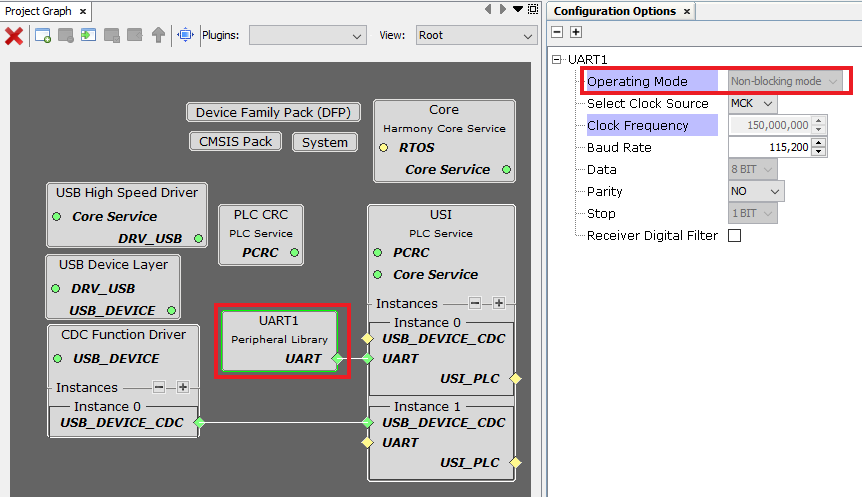 Project Graph
Plugins:
View: Root
Device Family Pack (DFP)
CMSIS Pack
System
Core
Harmony Core Service
RTOS
Core Service
USB High Speed Driver
Core Service
DRV_USB
PLC CRC
PLC Service
PCRC
USI
PLC Service
PCRC
Core Service
Instances
Instance 0
USB_DEVICE_CDC
UART
USI_PLC
Instance 1
USB_DEVICE_CDC
UART
USI_PLC
USB Device Layer
DRV_USB
USB_DEVICE
UART1
Peripheral Library
UART
CDC Function Driver
USB_DEVICE
Instances
Instance 0
USB_DEVICE_CDC
Configuration Options
UART1
Operating Mode Non-blocking mode
Select Clock Source MCK
Clock Frequency 150,000,000
Baud Rate 115,200
Data 8 BIT
Parity NO
Stop 1 BIT
Receiver Digital Filter